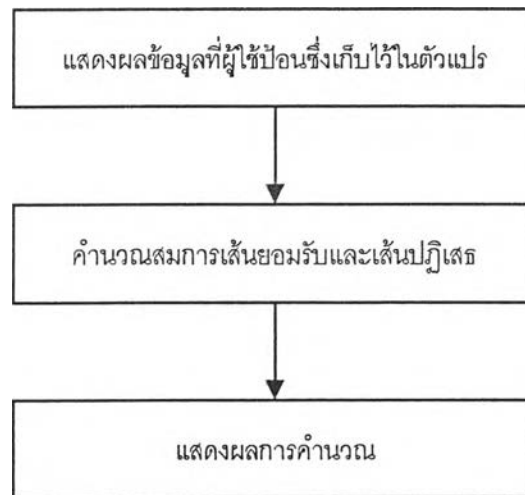 แสดงผลข้อมูลที่ผู้ใช้ป้อนซึ่งเก็บไว้ในตัวแปร
คำนวณสมการเส้นยอมรับและเส้นปฏิเสธ
แสดงผลการคำนวณ